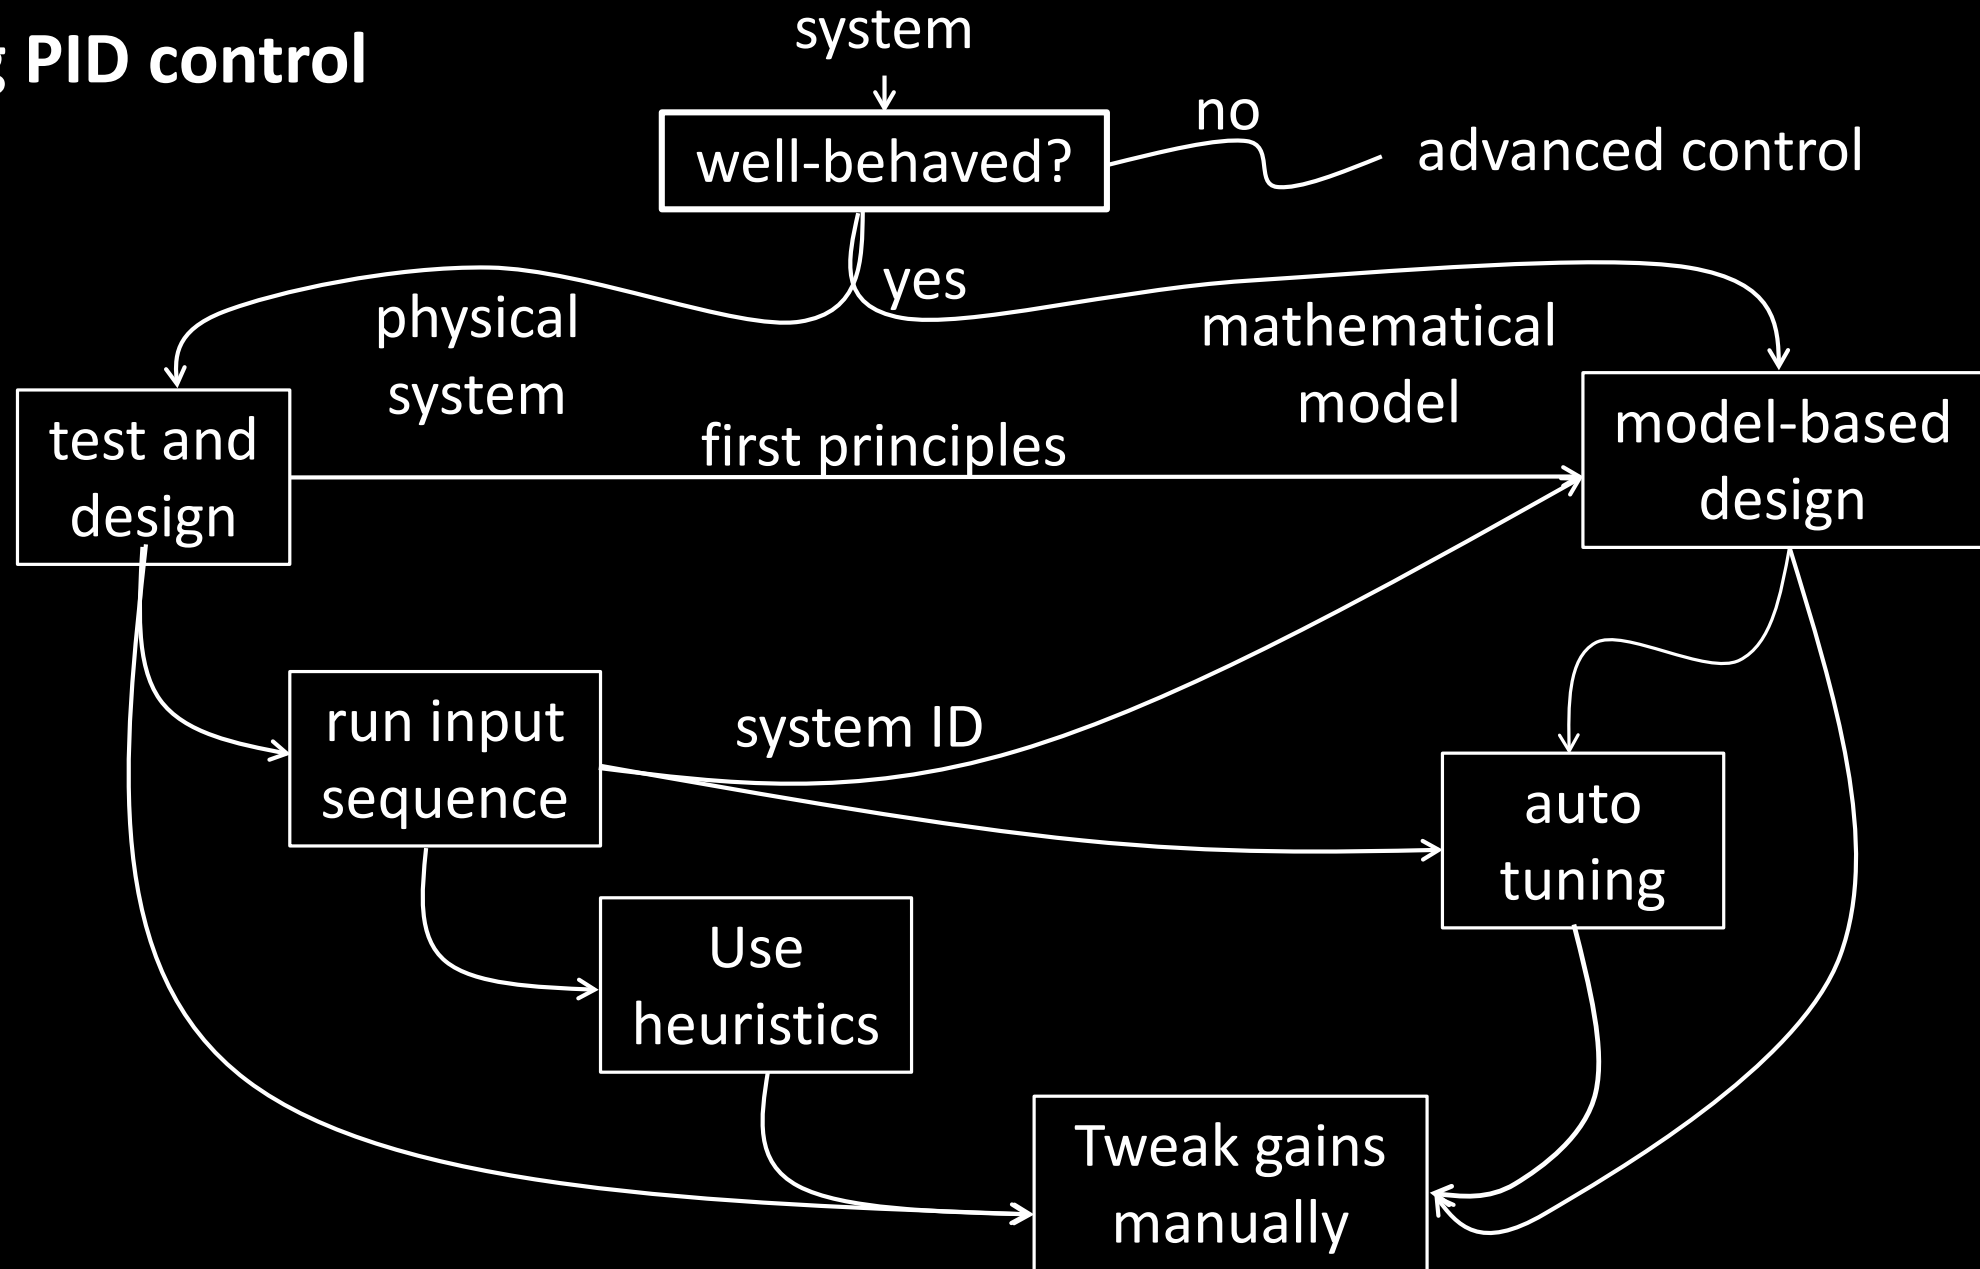 PID control
system
well-behaved?
no
advanced control
yes
physical
system
mathematical
model
test and
design
first principles
model-based
design
run input
sequence
system ID
auto
tuning
Use
heuristics
Tweak gains
manually